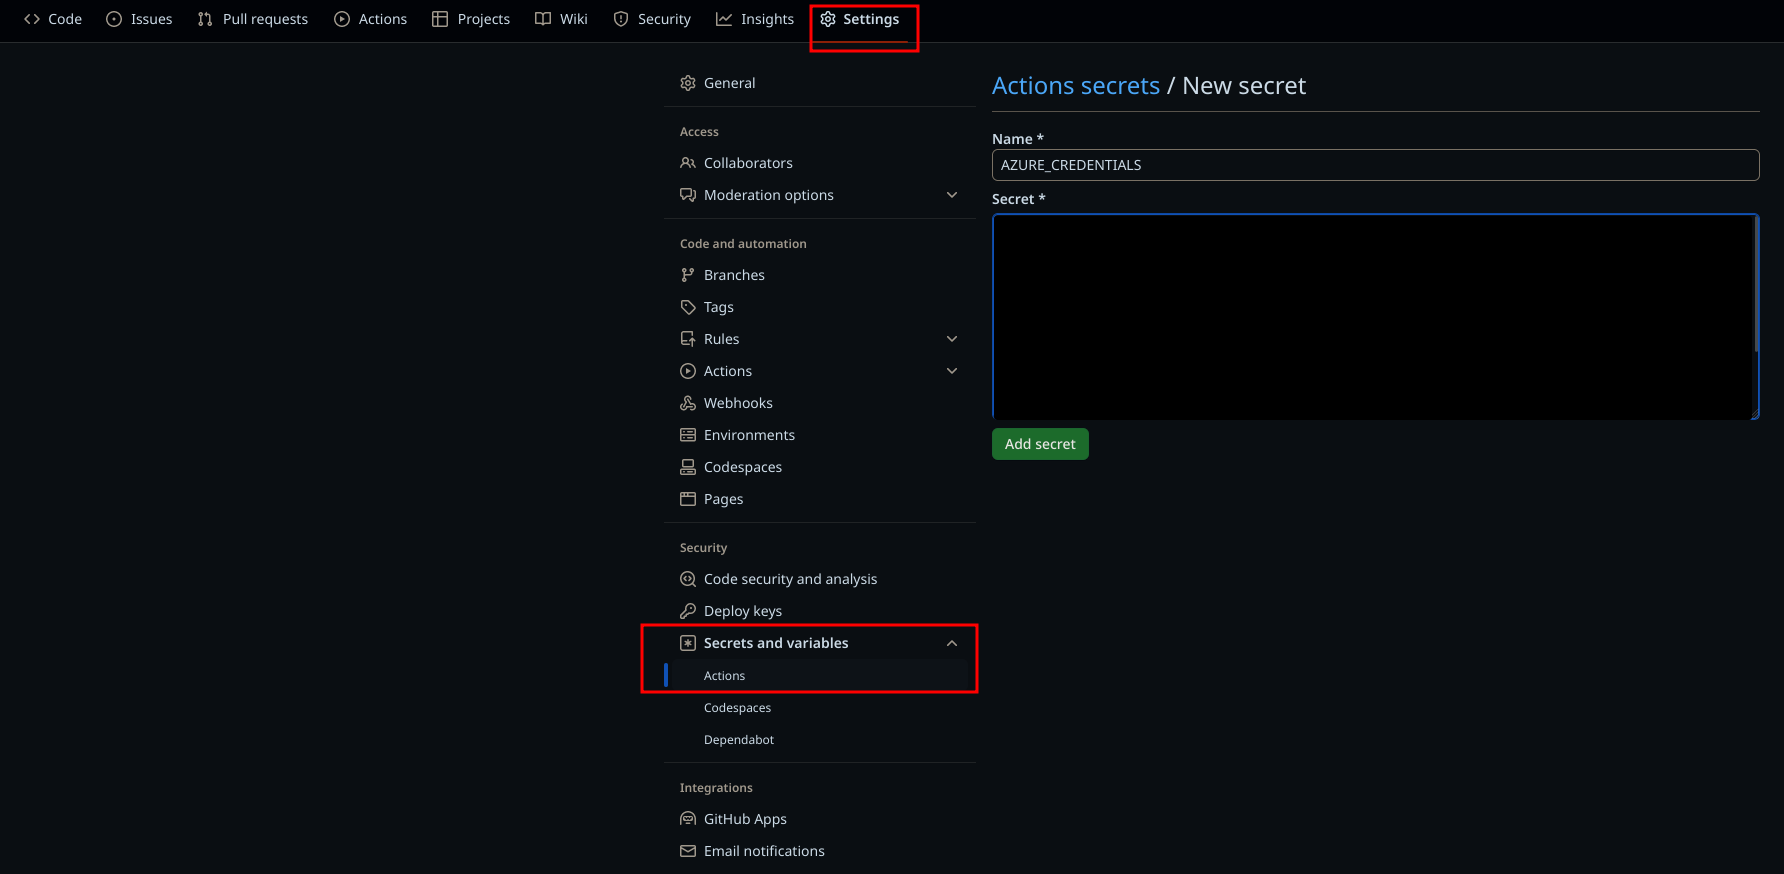 Code Issues Pull requests Actions Projects Wiki Security Insights Settings
General
Access
Collaborators
Moderation options
Code and automation
Branches
Tags
Rules
Actions
Webhooks
Environments
Codespaces
Pages
Security
Code security and analysis
Deploy keys
Secrets and variables
Actions
Codespaces
Dependabot
Integrations
GitHub Apps
Email notifications
Actions secrets / New secret
Name *
AZURE_CREDENTIALS
Secret *
Add secret